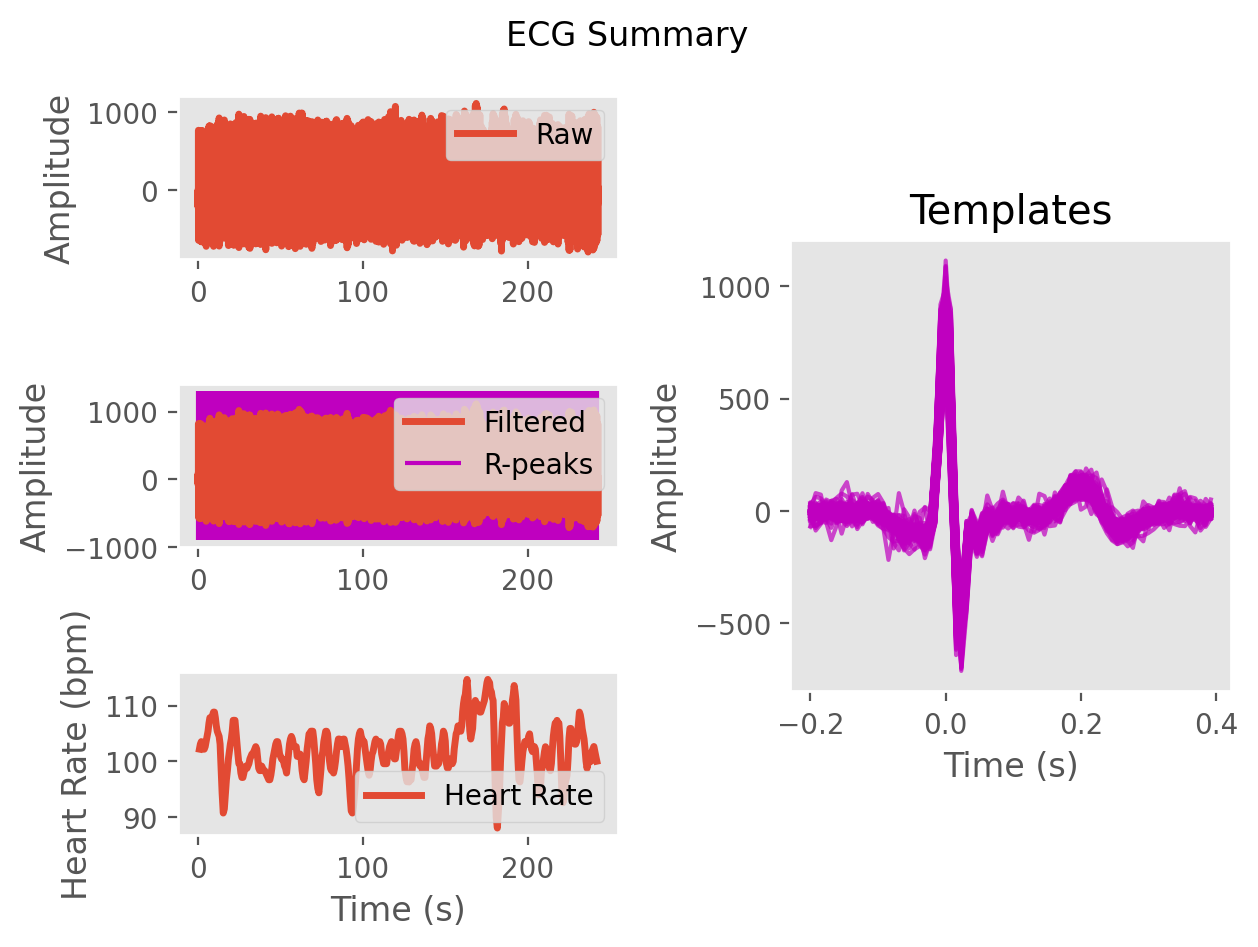 ECG Summary
Amplitude
1000
0
Raw
0
100
200
Amplitude
1000
0
−1000
Filtered
R-peaks
0
100
200
Heart Rate (bpm)
110
100
90
Heart Rate
0
100
200
Time (s)
Templates
Amplitude
1000
500
0
−500
−0.2
0.0
0.2
0.4
Time (s)